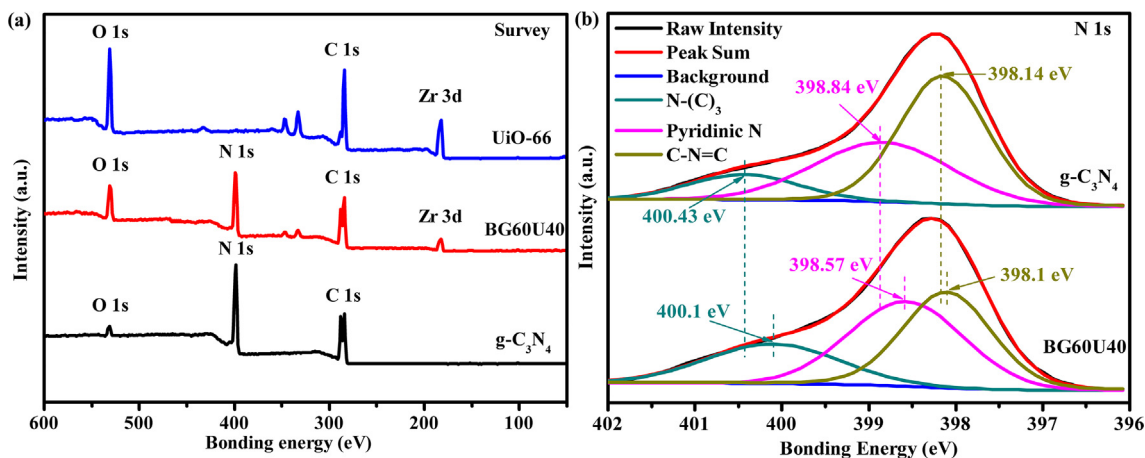 (a)
Survey
O 1s
C 1s
Zr 3d
UiO-66
N 1s
O 1s
C 1s
Zr 3d
BG60U40
N 1s
O 1s
C 1s
g-C₃N₄
Intensity (a.u.)
600 500 400 300 200 100
Bonding energy (eV)
(b)
N 1s
Raw Intensity
Peak Sum
Background
N-(C)₃
Pyridinic N
C-N=C
398.14 eV
398.84 eV
g-C₃N₄
400.43 eV
398.57 eV
398.1 eV
400.1 eV
BG60U40
Intensity (a.u.)
402 401 400 399 398 397 396
Bonding Energy (eV)